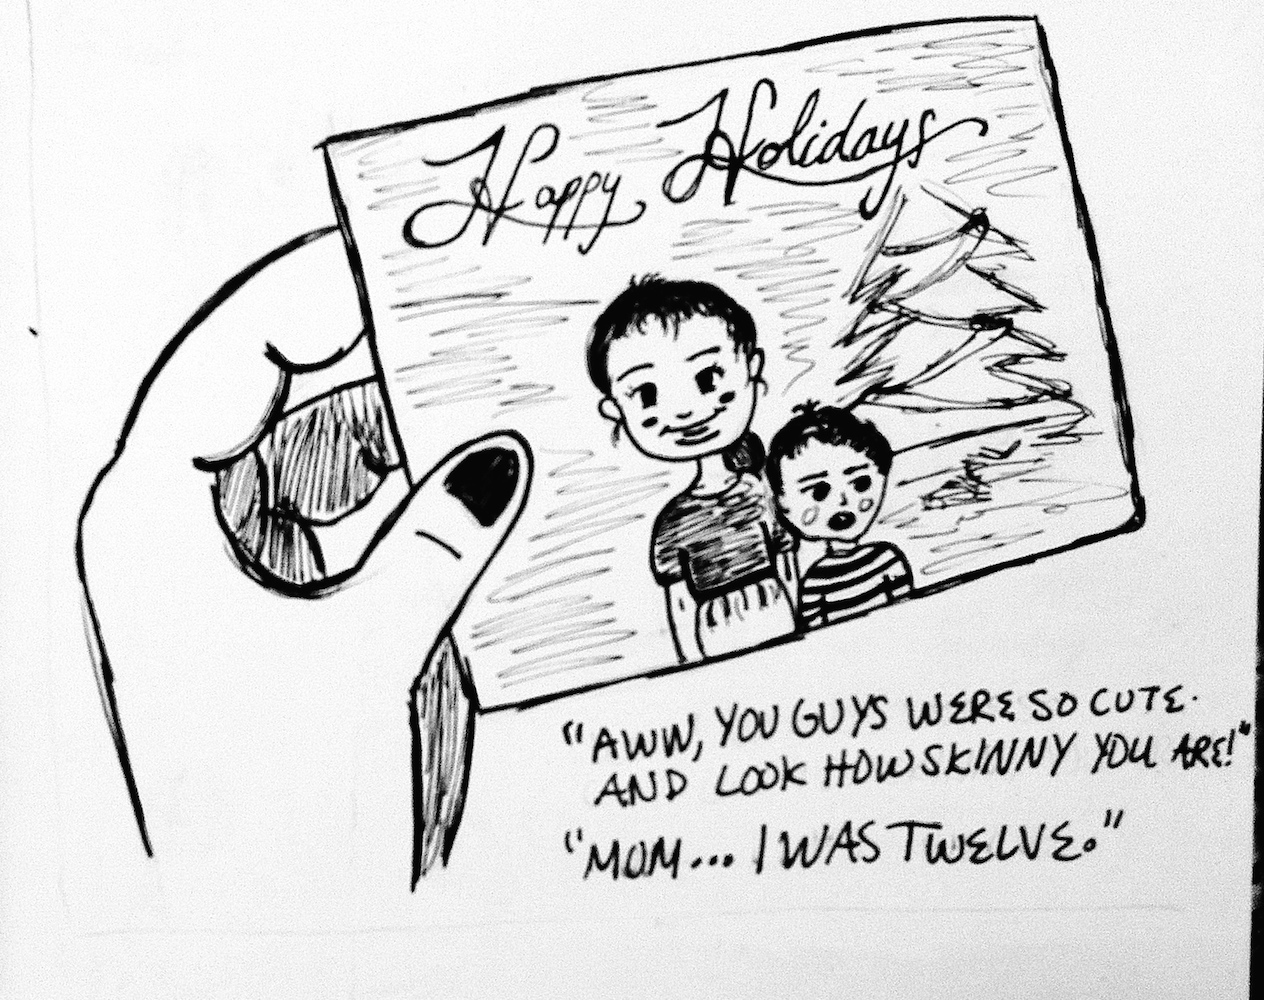 Happy Holidays
"AWW, YOU GUYS WERE SO CUTE.
AND LOOK HOW SKINNY YOU ARE!"
"MOM... I WAS TWELVE."